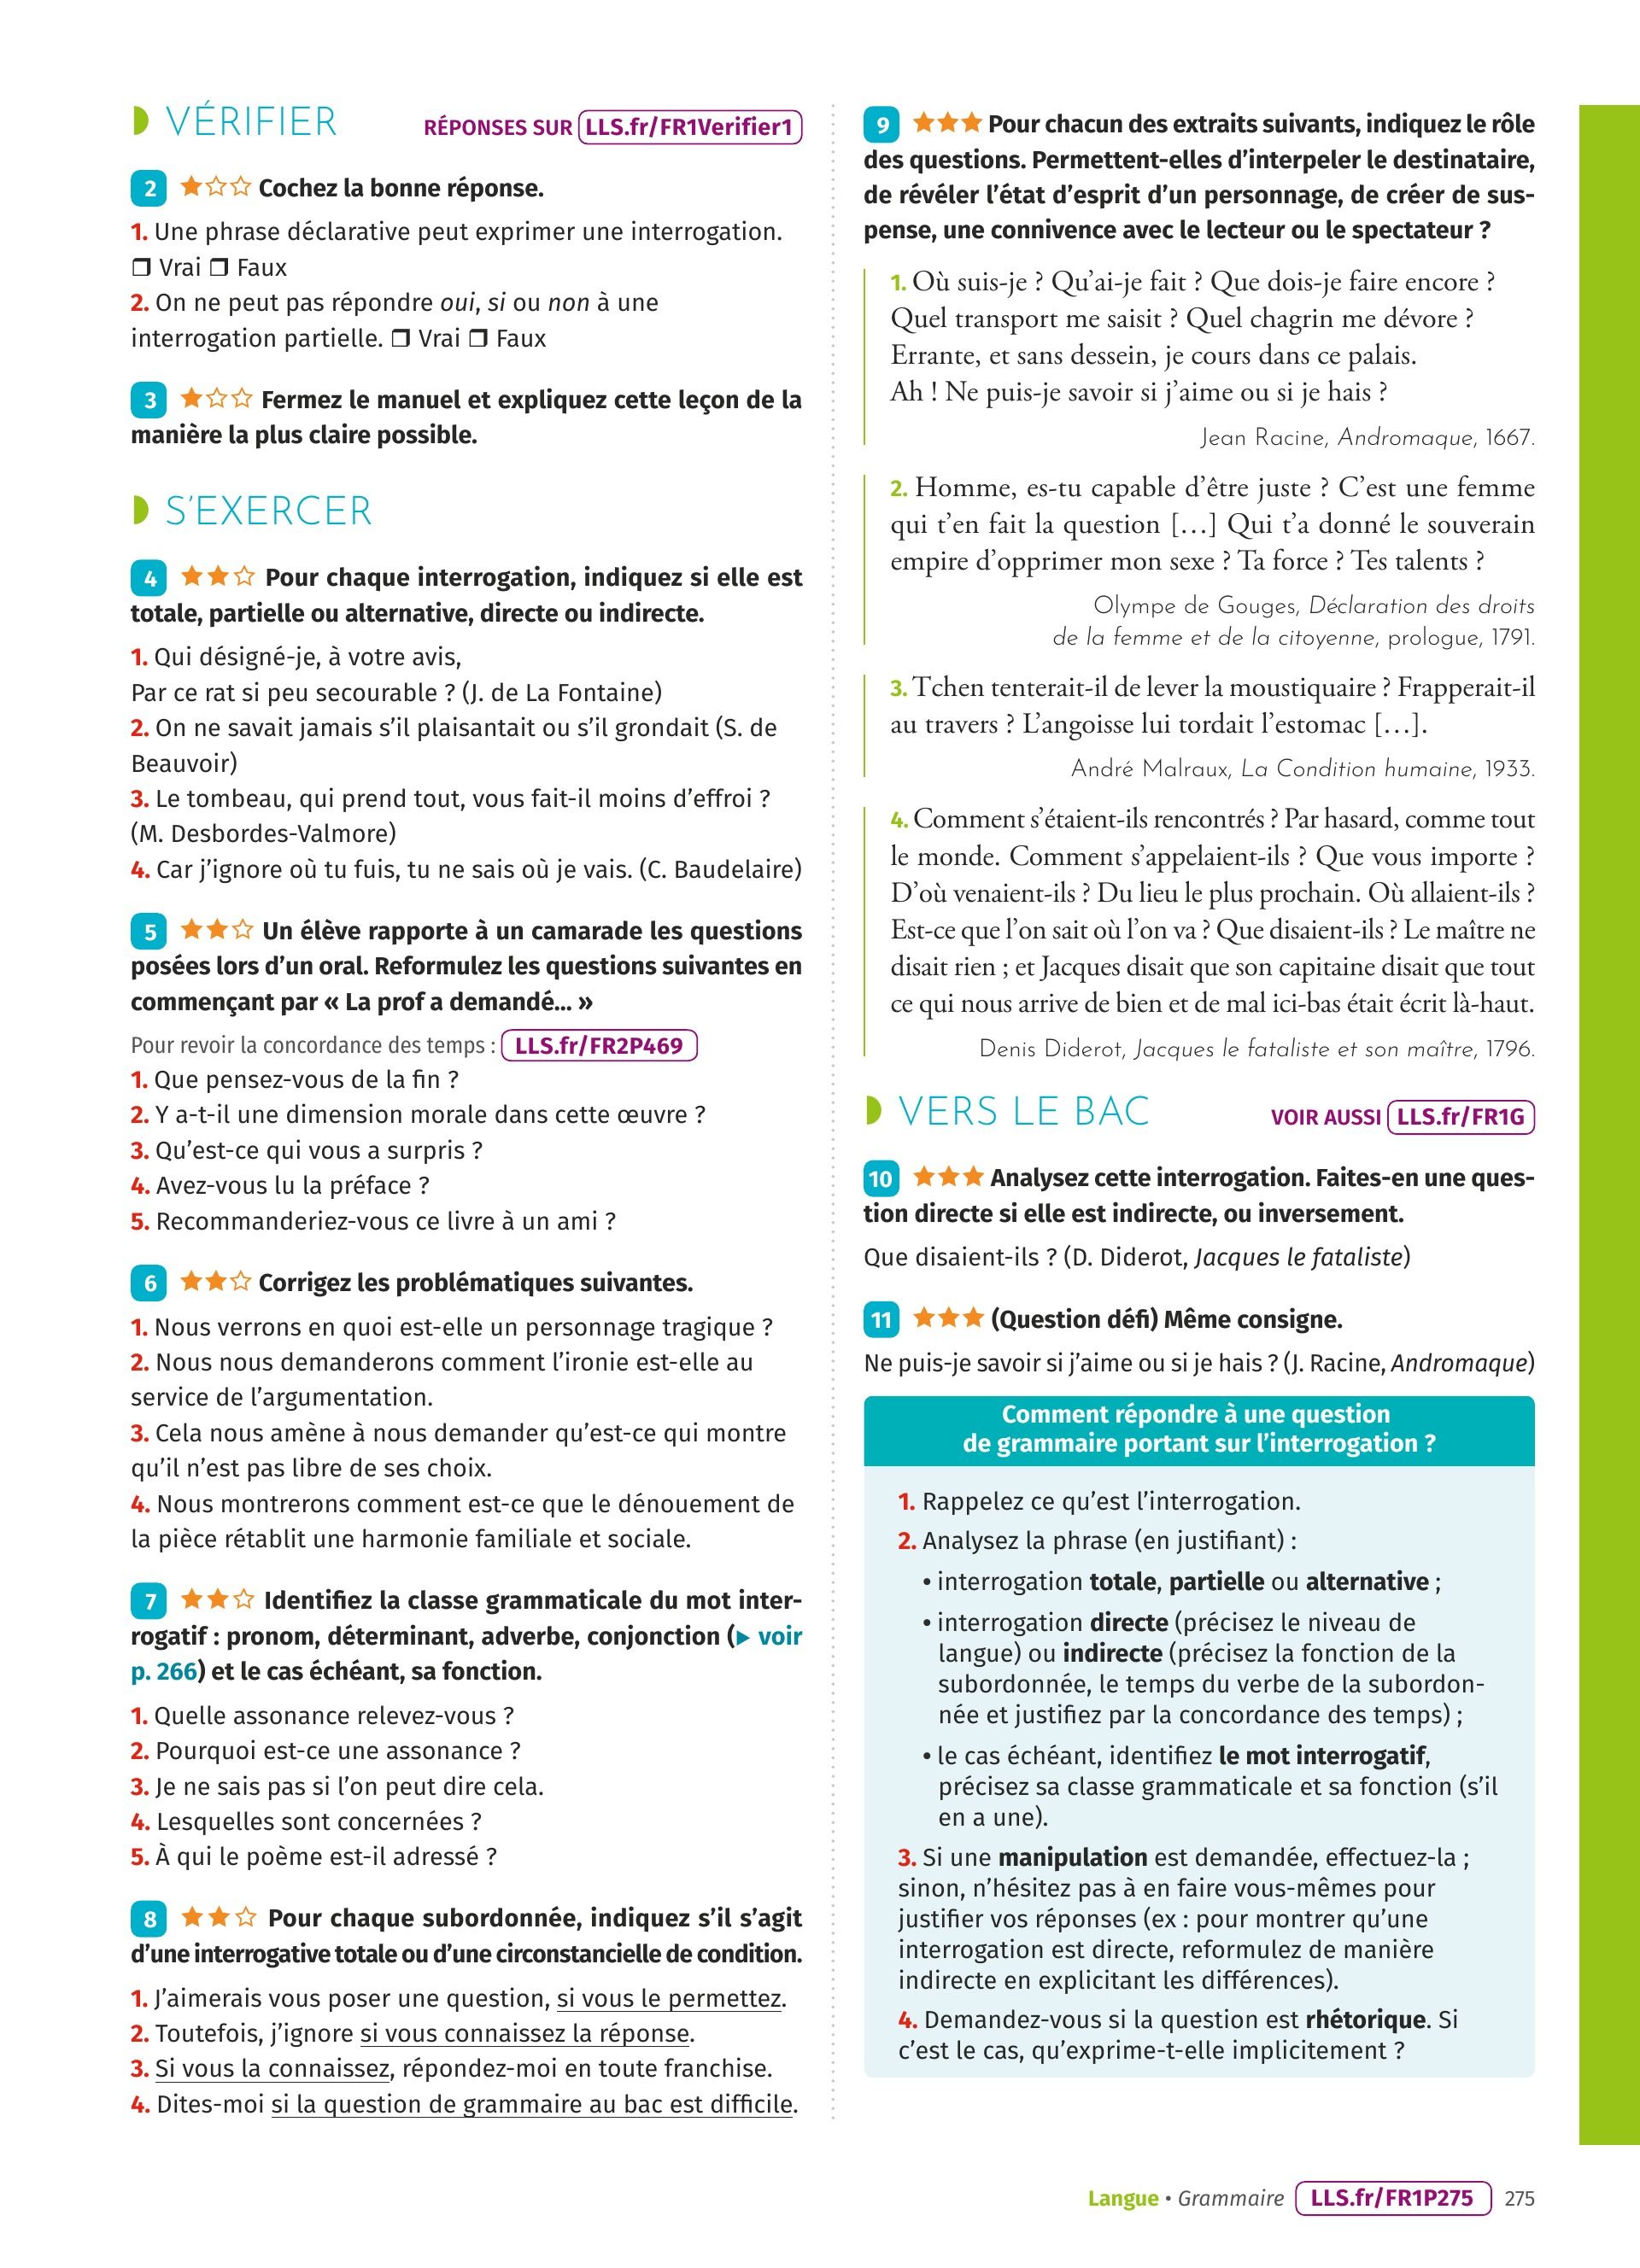 VÉRIFIER
RÉPONSES SUR LLS.fr/FR1Verifier1
2 ★☆☆ Cochez la bonne réponse.
1. Une phrase déclarative peut exprimer une interrogation.
❒ Vrai ❒ Faux
2. On ne peut pas répondre oui, si ou non à une
interrogation partielle. ❒ Vrai ❒ Faux
3 ★☆☆ Fermez le manuel et expliquez cette leçon de la
manière la plus claire possible.
S'EXERCER
4 ★★☆ Pour chaque interrogation, indiquez si elle est
totale, partielle ou alternative, directe ou indirecte.
1. Qui désigné-je, à votre avis,
Par ce rat si peu secourable ? (J. de La Fontaine)
2. On ne savait jamais s'il plaisantait ou s'il grondait (S. de
Beauvoir)
3. Le tombeau, qui prend tout, vous fait-il moins d'effroi ?
(M. Desbordes-Valmore)
4. Car j'ignore où tu fuis, tu ne sais où je vais. (C. Baudelaire)
5 ★★☆ Un élève rapporte à un camarade les questions
posées lors d'un oral. Reformulez les questions suivantes en
commençant par « La prof a demandé... »
Pour revoir la concordance des temps : LLS.fr/FR2P469
1. Que pensez-vous de la fin ?
2. Y a-t-il une dimension morale dans cette œuvre ?
3. Qu'est-ce qui vous a surpris ?
4. Avez-vous lu la préface ?
5. Recommanderiez-vous ce livre à un ami ?
6 ★★☆ Corrigez les problématiques suivantes.
1. Nous verrons en quoi est-elle un personnage tragique ?
2. Nous nous demanderons comment l'ironie est-elle au
service de l'argumentation.
3. Cela nous amène à nous demander qu'est-ce qui montre
qu'il n'est pas libre de ses choix.
4. Nous montrerons comment est-ce que le dénouement de
la pièce rétablit une harmonie familiale et sociale.
7 ★★☆ Identifiez la classe grammaticale du mot inter-
rogatif : pronom, déterminant, adverbe, conjonction (▶ voir
p. 266) et le cas échéant, sa fonction.
1. Quelle assonance relevez-vous ?
2. Pourquoi est-ce une assonance ?
3. Je ne sais pas si l'on peut dire cela.
4. Lesquelles sont concernées ?
5. À qui le poème est-il adressé ?
8 ★★☆ Pour chaque subordonnée, indiquez s'il s'agit
d'une interrogative totale ou d'une circonstancielle de condition.
1. J'aimerais vous poser une question, si vous le permettez.
2. Toutefois, j'ignore si vous connaissez la réponse.
3. Si vous la connaissez, répondez-moi en toute franchise.
4. Dites-moi si la question de grammaire au bac est difficile.
9 ★★★ Pour chacun des extraits suivants, indiquez le rôle
des questions. Permettent-elles d'interpeler le destinataire,
de révéler l'état d'esprit d'un personnage, de créer de sus-
pense, une connivence avec le lecteur ou le spectateur ?
1. Où suis-je ? Qu'ai-je fait ? Que dois-je faire encore ?
Quel transport me saisit ? Quel chagrin me dévore ?
Errante, et sans dessein, je cours dans ce palais.
Ah ! Ne puis-je savoir si j'aime ou si je hais ?
Jean Racine, Andromaque, 1667.
2. Homme, es-tu capable d'être juste ? C'est une femme
qui t'en fait la question [...] Qui t'a donné le souverain
empire d'opprimer mon sexe ? Ta force ? Tes talents ?
Olympe de Gouges, Déclaration des droits
de la femme et de la citoyenne, prologue, 1791.
3. Tchen tenterait-il de lever la moustiquaire ? Frapperait-il
au travers ? L'angoisse lui tordait l'estomac [...].
André Malraux, La Condition humaine, 1933.
4. Comment s'étaient-ils rencontrés ? Par hasard, comme tout
le monde. Comment s'appelaient-ils ? Que vous importe ?
D'où venaient-ils ? Du lieu le plus prochain. Où allaient-ils ?
Est-ce que l'on sait où l'on va ? Que disaient-ils ? Le maître ne
disait rien ; et Jacques disait que son capitaine disait que tout
ce qui nous arrive de bien et de mal ici-bas était écrit là-haut.
Denis Diderot, Jacques le fataliste et son maître, 1796.
VERS LE BAC
VOIR AUSSI LLS.fr/FR1G
10 ★★★ Analysez cette interrogation. Faites-en une ques-
tion directe si elle est indirecte, ou inversement.
Que disaient-ils ? (D. Diderot, Jacques le fataliste)
11 ★★★ (Question défi) Même consigne.
Ne puis-je savoir si j'aime ou si je hais ? (J. Racine, Andromaque)
Comment répondre à une question
de grammaire portant sur l'interrogation ?
1. Rappelez ce qu'est l'interrogation.
2. Analysez la phrase (en justifiant) :
• interrogation totale, partielle ou alternative ;
• interrogation directe (précisez le niveau de
langue) ou indirecte (précisez la fonction de la
subordonnée, le temps du verbe de la subordon-
née et justifiez par la concordance des temps) ;
• le cas échéant, identifiez le mot interrogatif,
précisez sa classe grammaticale et sa fonction (s'il
en a une).
3. Si une manipulation est demandée, effectuez-la ;
sinon, n'hésitez pas à en faire vous-mêmes pour
justifier vos réponses (ex : pour montrer qu'une
interrogation est directe, reformulez de manière
indirecte en explicitant les différences).
4. Demandez-vous si la question est rhétorique. Si
c'est le cas, qu'exprime-t-elle implicitement ?
Langue • Grammaire LLS.fr/FR1P275 275